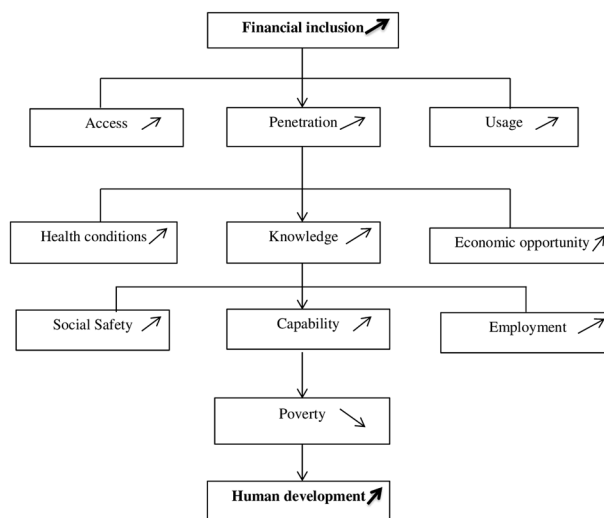 Financial inclusion
Access
Penetration
Usage
Health conditions
Knowledge
Economic opportunity
Social Safety
Capability
Employment
Poverty
Human development